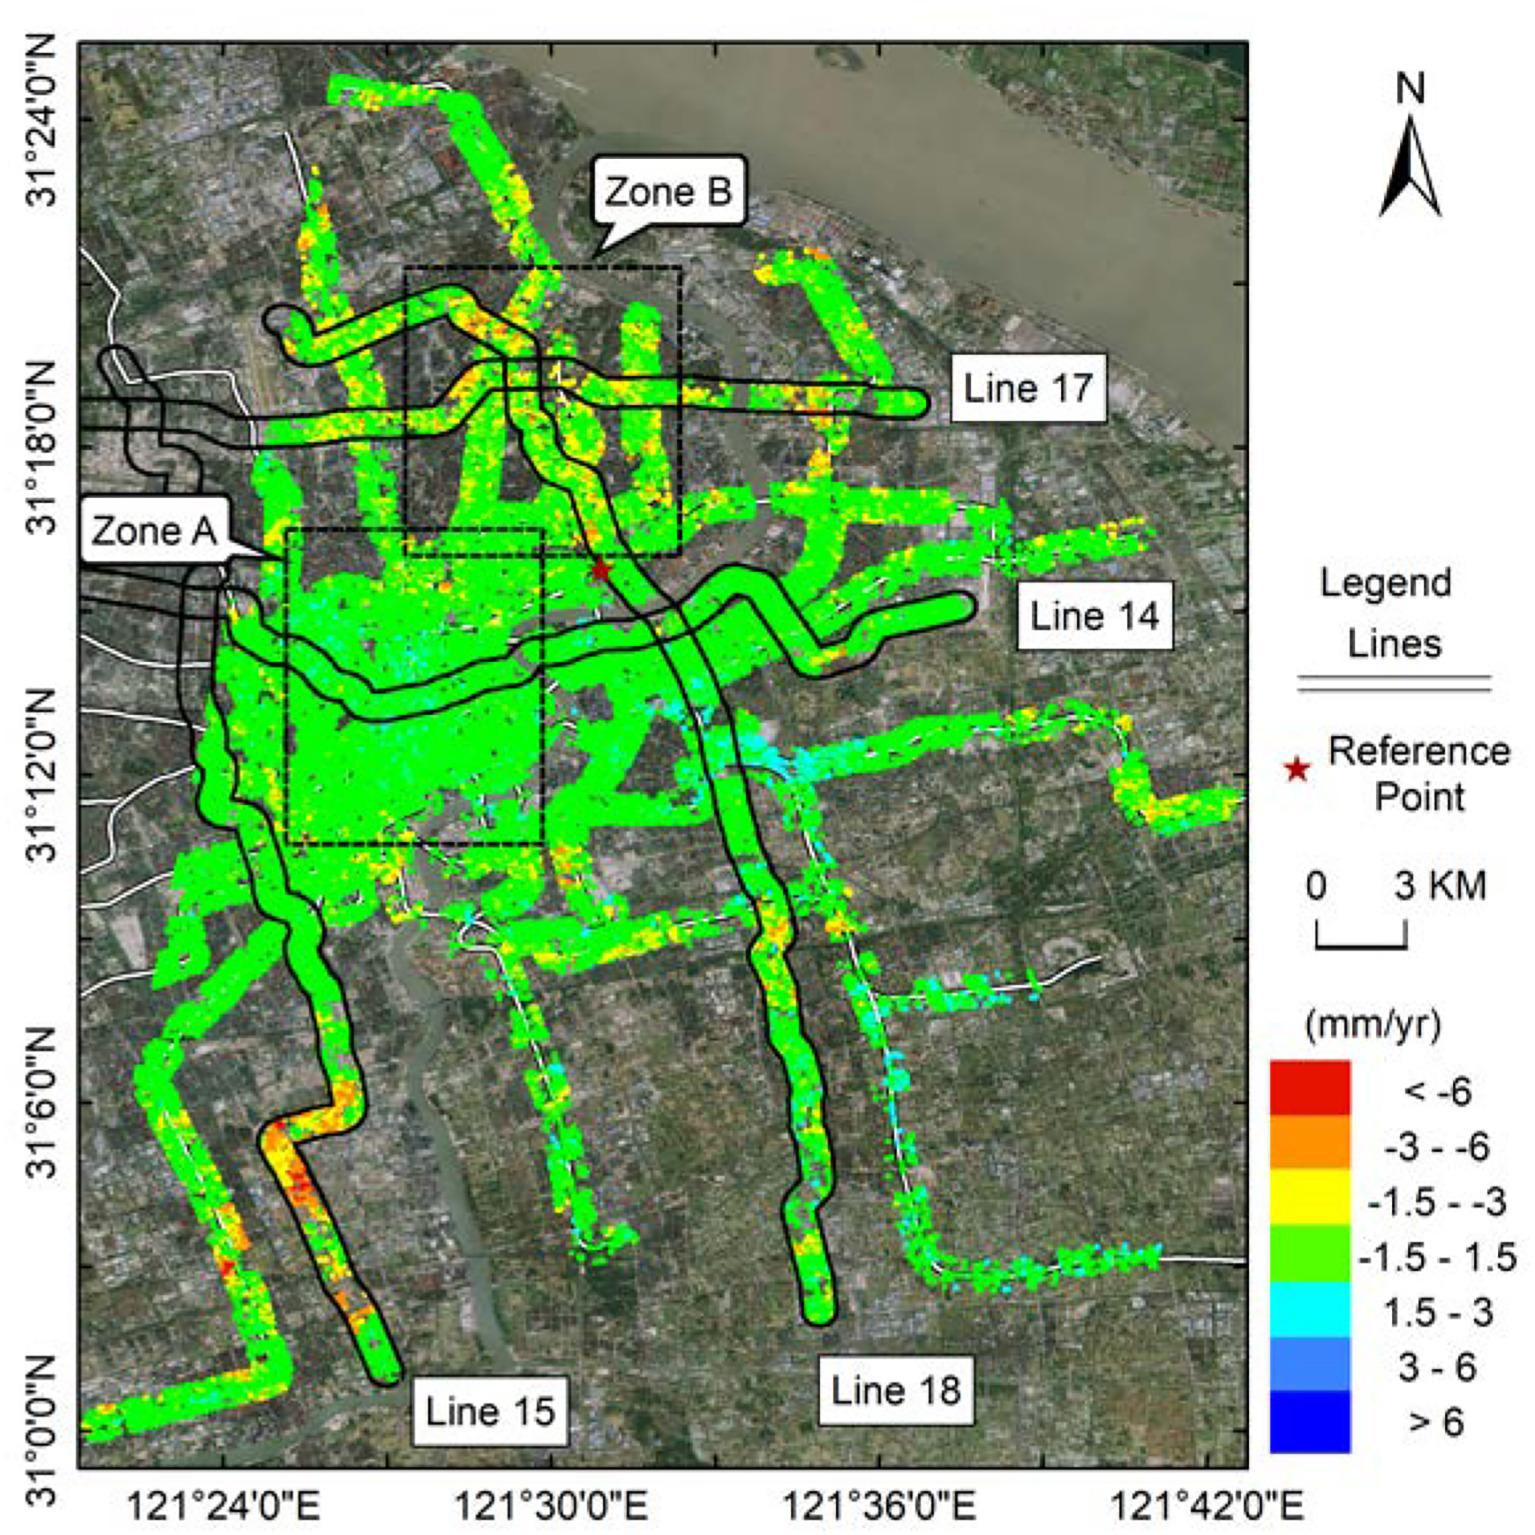 31°24'0"N
31°18'0"N
31°12'0"N
31°6'0"N
31°0'0"N
Zone B
Line 17
Zone A
Line 14
Line 18
Line 15
121°24'0"E
121°30'0"E
121°36'0"E
121°42'0"E
N
Legend
Lines
Reference
Point
0 3 KM
(mm/yr)
< -6
-3 - -6
-1.5 - -3
-1.5 - 1.5
1.5 - 3
3 - 6
> 6